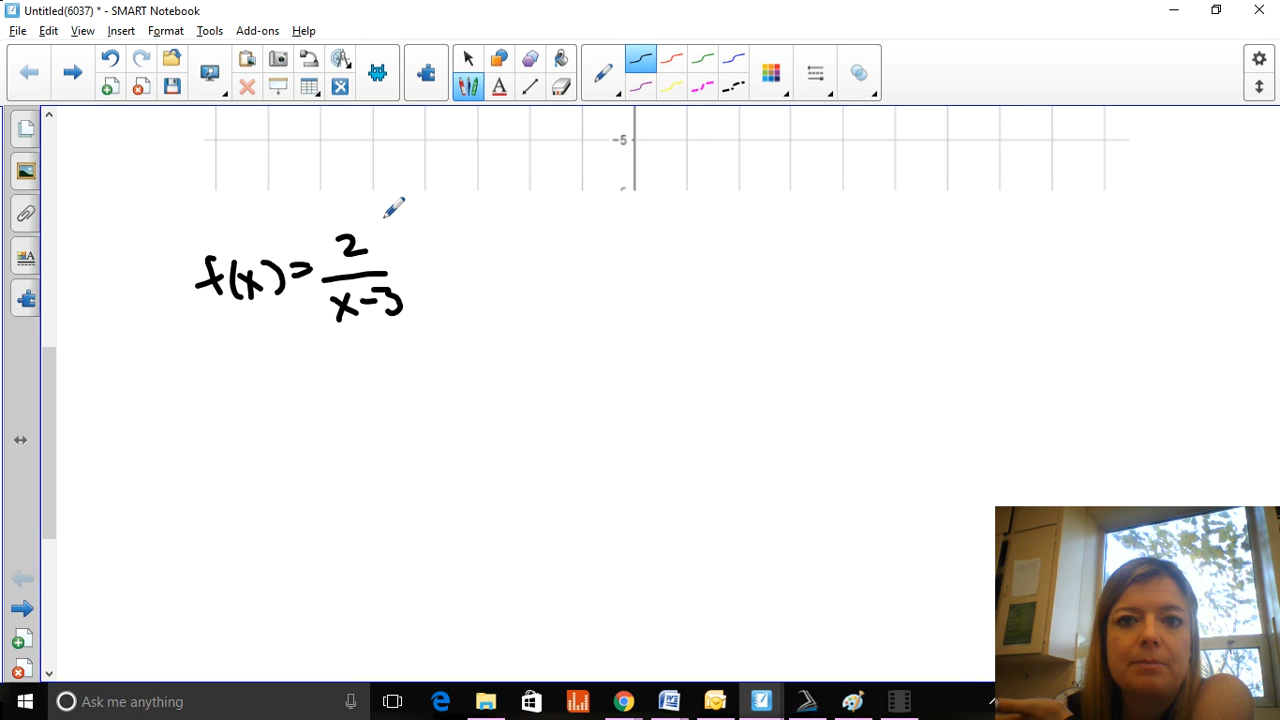 Untitled(6037) * - SMART Notebook
File Edit View Insert Format Tools Add-ons Help
-5
f(x)=2/(x-3)
Ask me anything